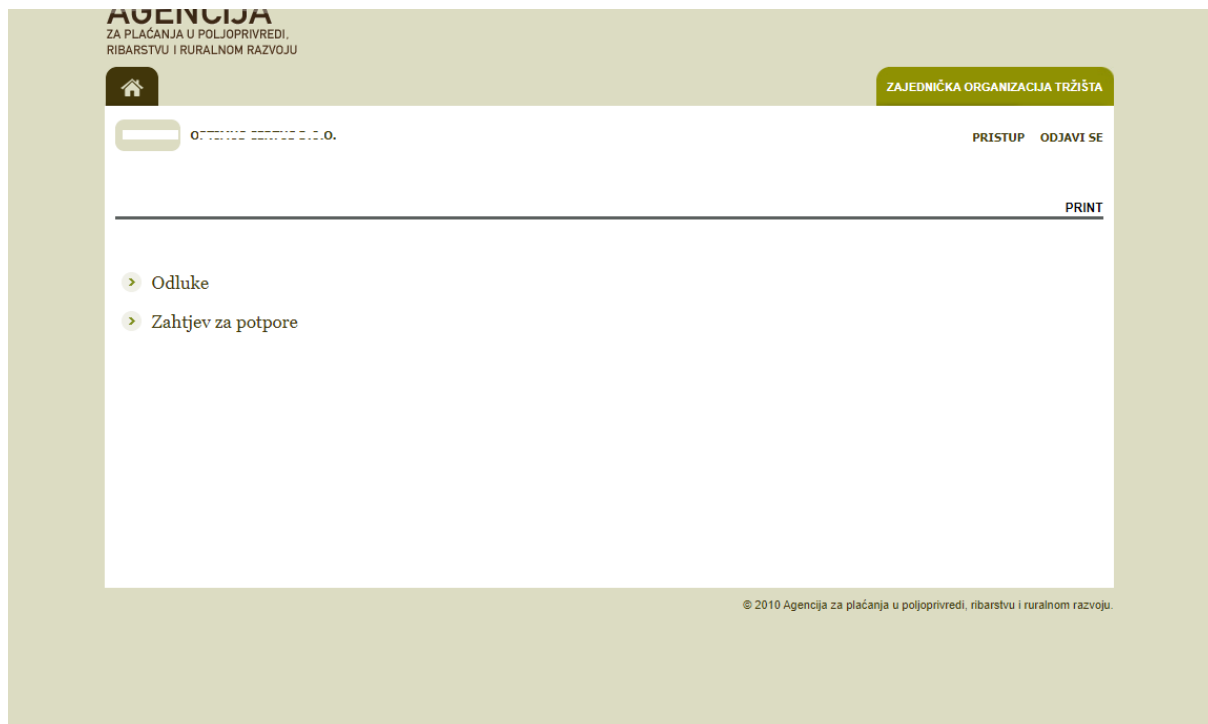 AGENCIJA
ZA PLAĆANJA U POLJOPRIVREDI,
RIBARSTVU I RURALNOM RAZVOJU
ZAJEDNIČKA ORGANIZACIJA TRŽIŠTA
PRISTUP ODJAVI SE
PRINT
Odluke
Zahtjev za potpore
© 2010 Agencija za plaćanja u poljoprivredi, ribarstvu i ruralnom razvoju.